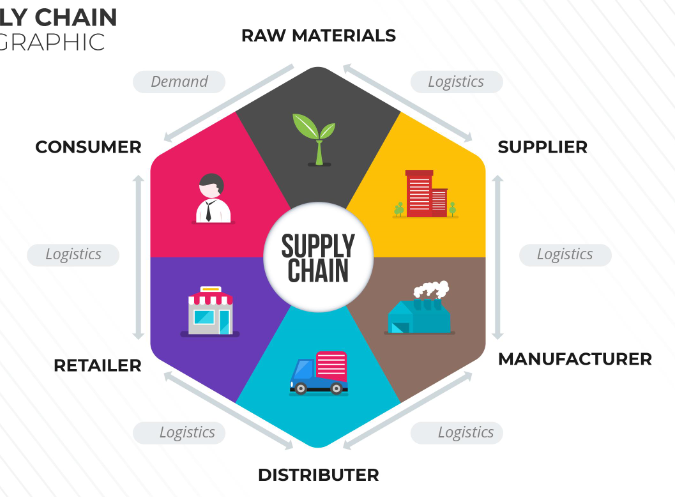 LY CHAIN
GRAPHIC
RAW MATERIALS
Demand
Logistics
CONSUMER
SUPPLIER
Logistics
SUPPLY
CHAIN
Logistics
RETAILER
MANUFACTURER
Logistics
Logistics
DISTRIBUTER